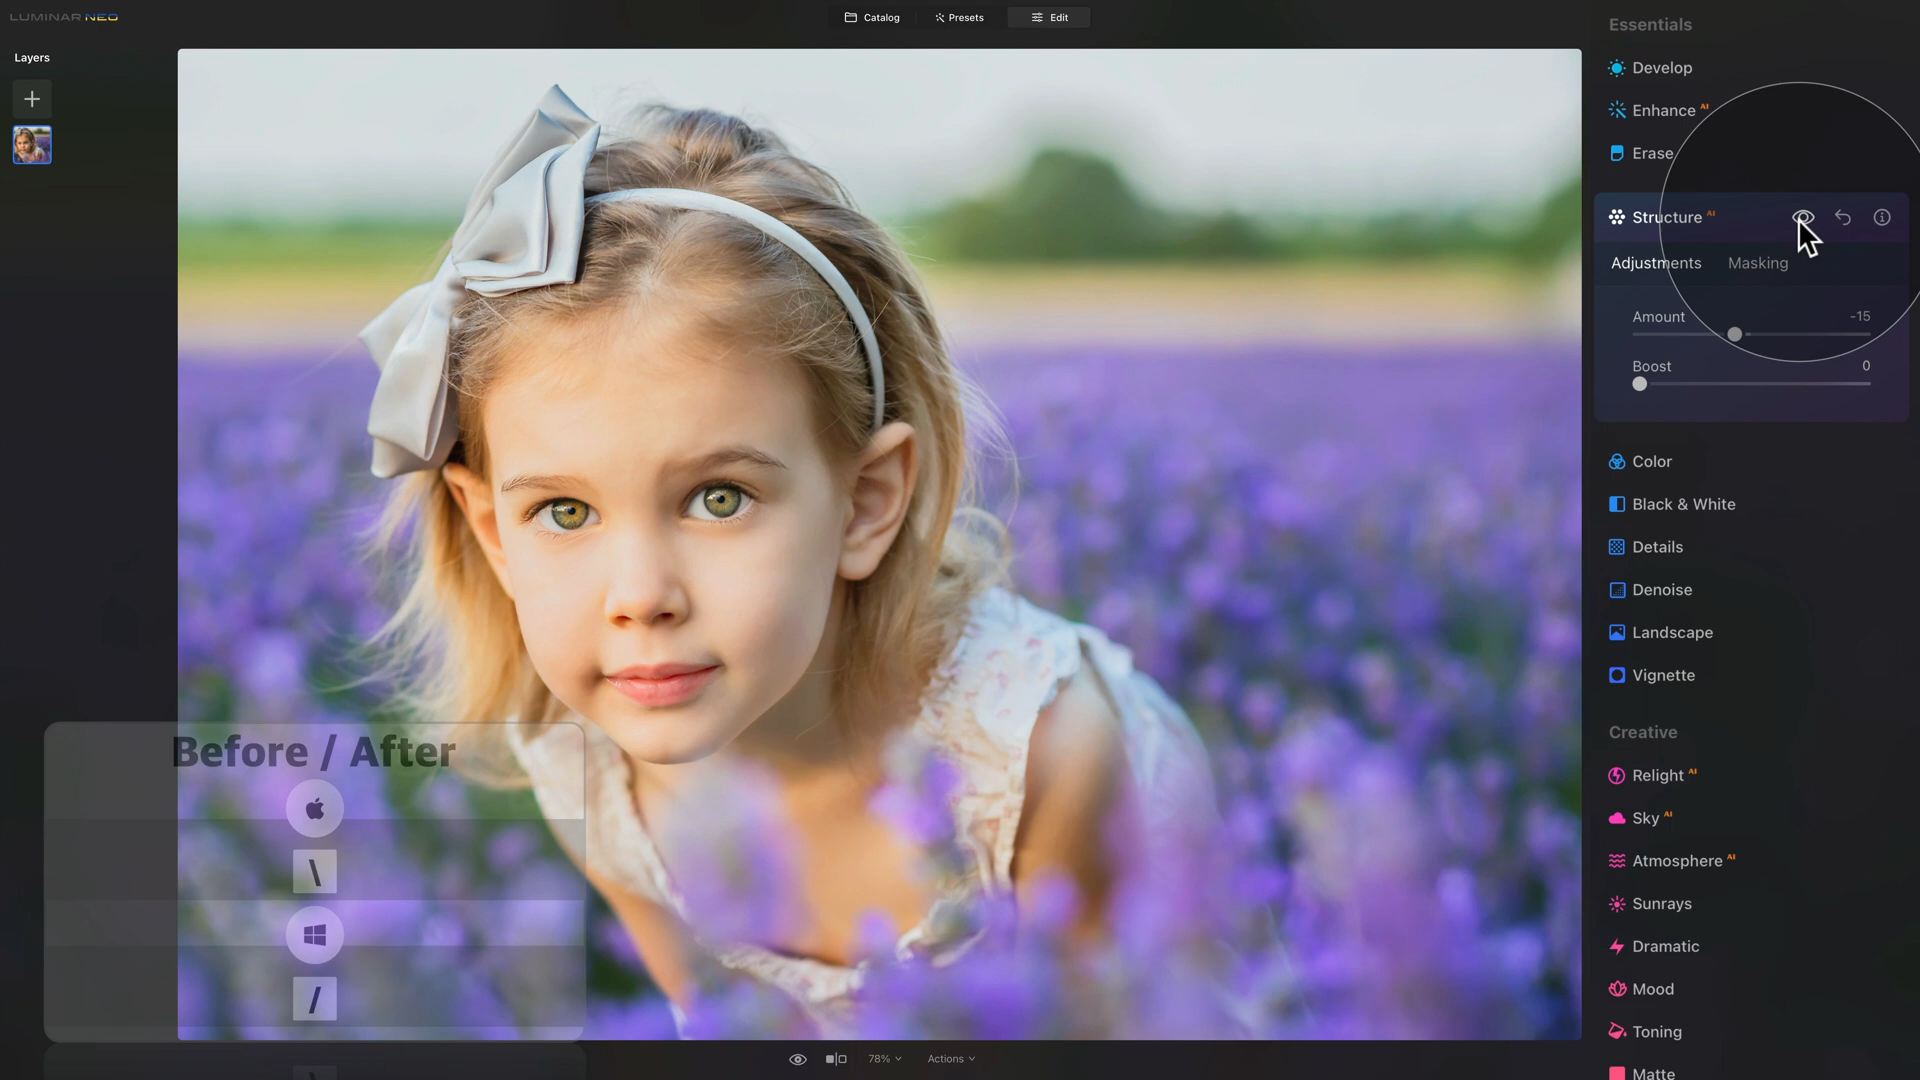 LUMINAR NEO
Catalog
Presets
Edit
Layers
Essentials
Develop
Enhance AI
Erase
Structure AI
Adjustments
Masking
Amount
-15
Boost
0
Color
Black & White
Details
Denoise
Landscape
Vignette
Creative
Relight AI
Sky AI
Atmosphere AI
Sunrays
Dramatic
Mood
Toning
Matte
Before / After
\
/
78%
Actions